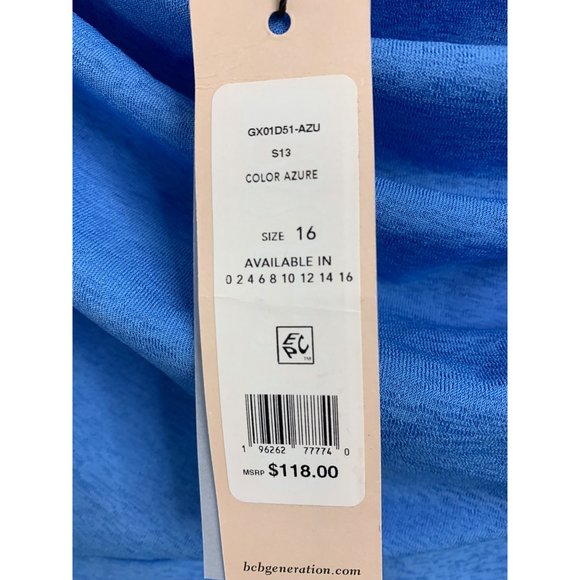 GX01D51-AZU
S13
COLOR AZURE
SIZE 16
AVAILABLE IN
0 2 4 6 8 10 12 14 16
EPC™
1 96262 77774 0
MSRP $118.00
bcbgeneration.com